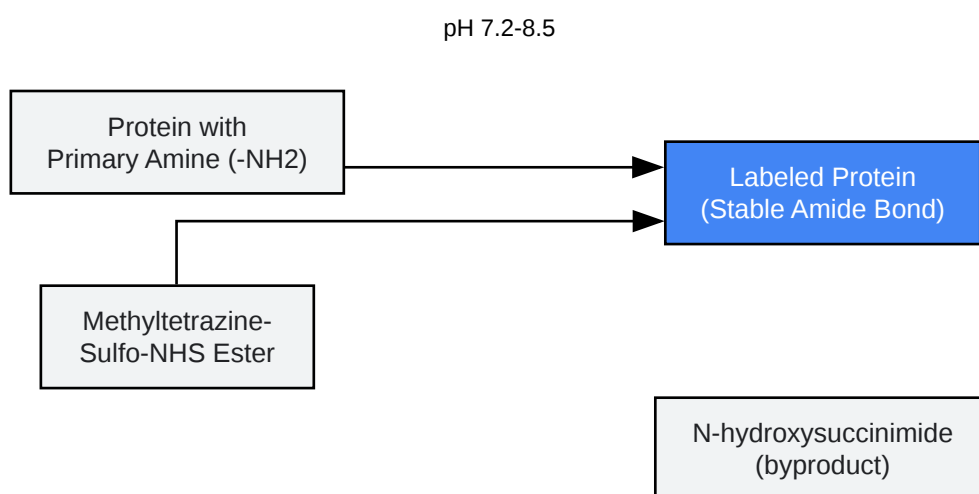 pH 7.2-8.5
Protein with
Primary Amine (-NH2)
Labeled Protein
(Stable Amide Bond)
Methyltetrazine-
Sulfo-NHS Ester
N-hydroxysuccinimide
(byproduct)